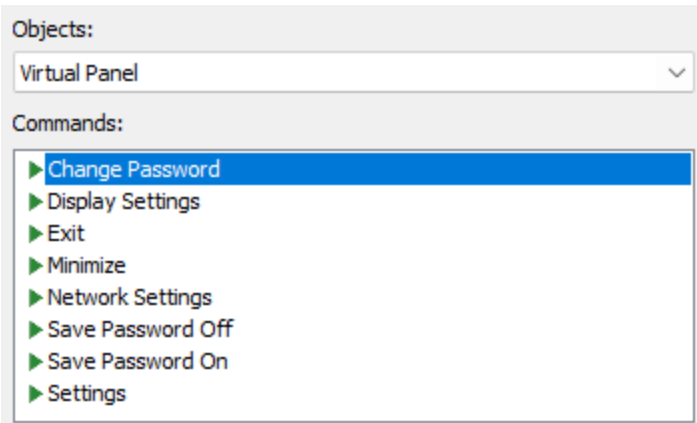 Objects:
Virtual Panel
Commands:
Change Password
Display Settings
Exit
Minimize
Network Settings
Save Password Off
Save Password On
Settings